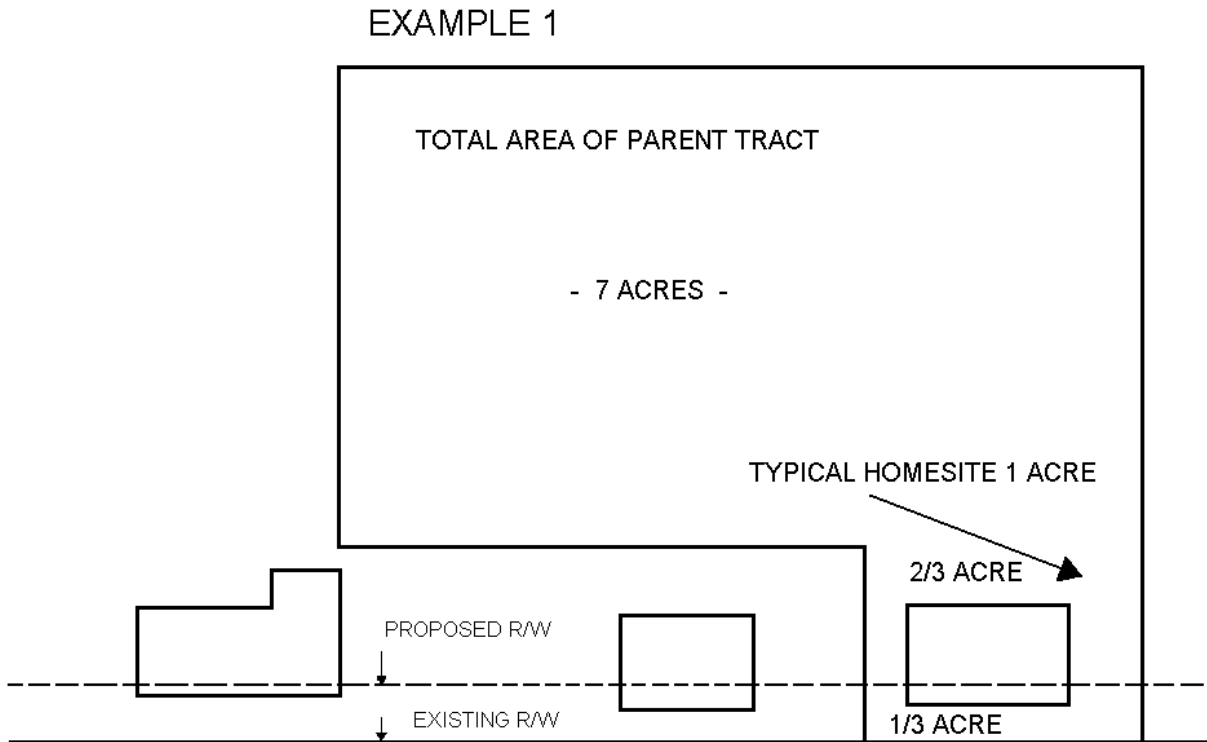 EXAMPLE 1
TOTAL AREA OF PARENT TRACT
- 7 ACRES -
TYPICAL HOMESITE 1 ACRE
2/3 ACRE
PROPOSED R/W
EXISTING R/W
1/3 ACRE